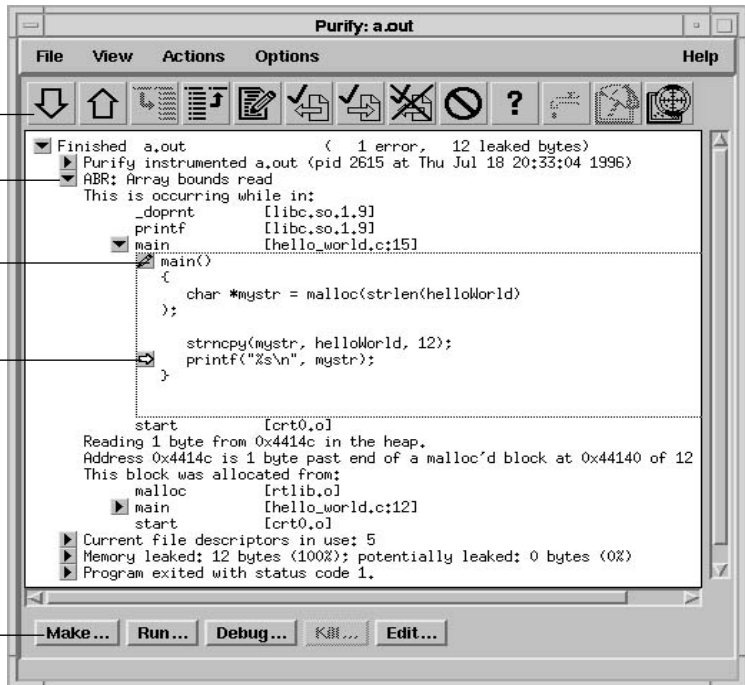 Purify: a.out
File View Actions Options Help
?
Finished a.out ( 1 error, 12 leaked bytes)
Purify instrumented a.out (pid 2615 at Thu Jul 18 20:33:04 1996)
ABR: Array bounds read
This is occurring while in:
_doprnt [libc.so.1.9]
printf [libc.so.1.9]
main [hello_world.c:15]
main()
{
char *mystr = malloc(strlen(helloWorld)
);
strncpy(mystr, helloWorld, 12);
printf("%s\n", mystr);
}
start [crt0.o]
Reading 1 byte from 0x4414c in the heap.
Address 0x4414c is 1 byte past end of a malloc'd block at 0x44140 of 12
This block was allocated from:
malloc [rtlib.o]
main [hello_world.c:12]
start [crt0.o]
Current file descriptors in use: 5
Memory leaked: 12 bytes (100%); potentially leaked: 0 bytes (0%)
Program exited with status code 1.
Make... Run... Debug... Kill... Edit...